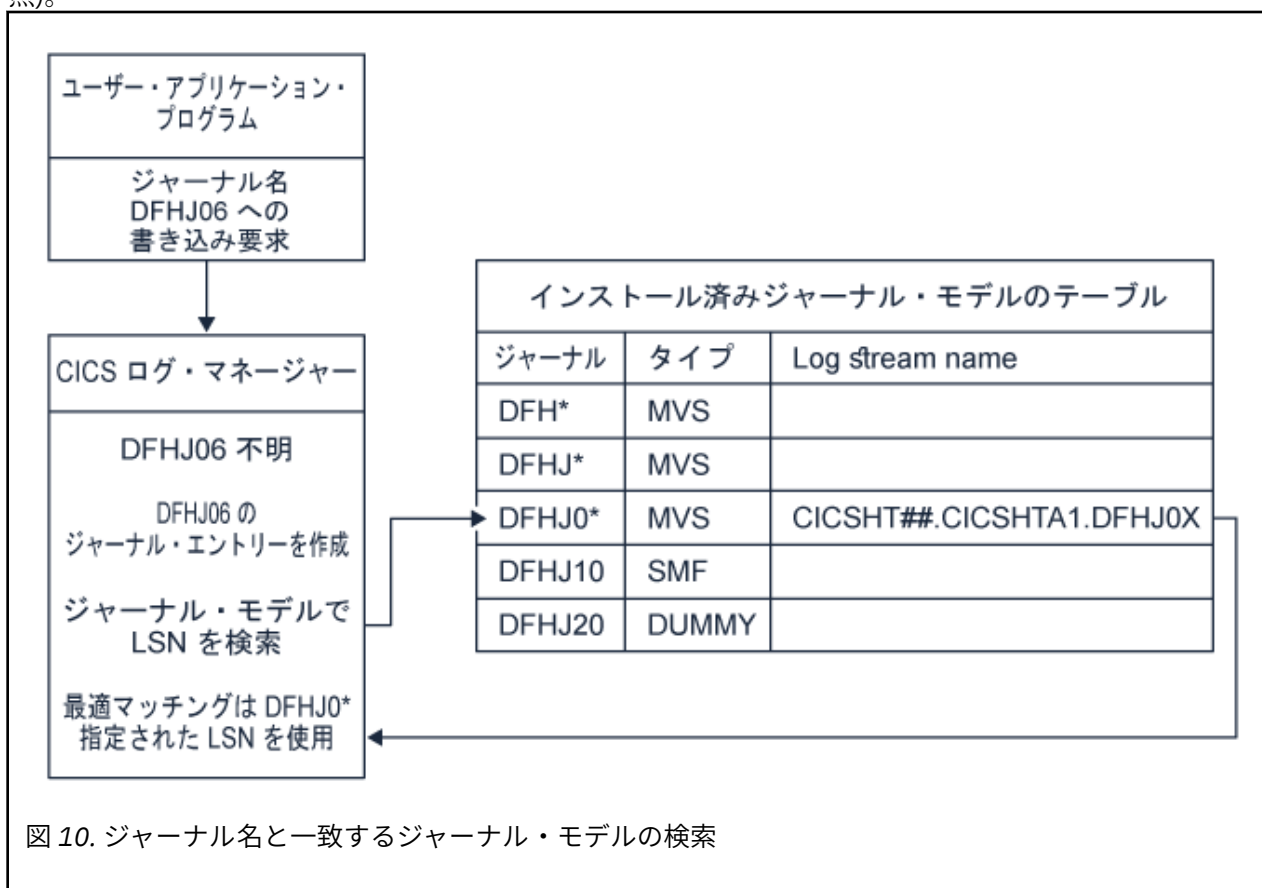 点)。
ユーザー・アプリケーション・
プログラム
ジャーナル名
DFHJ06 への
書き込み要求
CICS ログ・マネージャー
DFHJ06 不明
DFHJ06 の
ジャーナル・エントリーを作成
ジャーナル・モデルで
LSN を検索
最適マッチングは DFHJ0*
指定された LSN を使用
インストール済みジャーナル・モデルのテーブル
ジャーナル タイプ Log stream name
DFH* MVS
DFHJ* MVS
DFHJ0* MVS CICSHT##.CICSHTA1.DFHJ0X
DFHJ10 SMF
DFHJ20 DUMMY
図 10. ジャーナル名と一致するジャーナル・モデルの検索